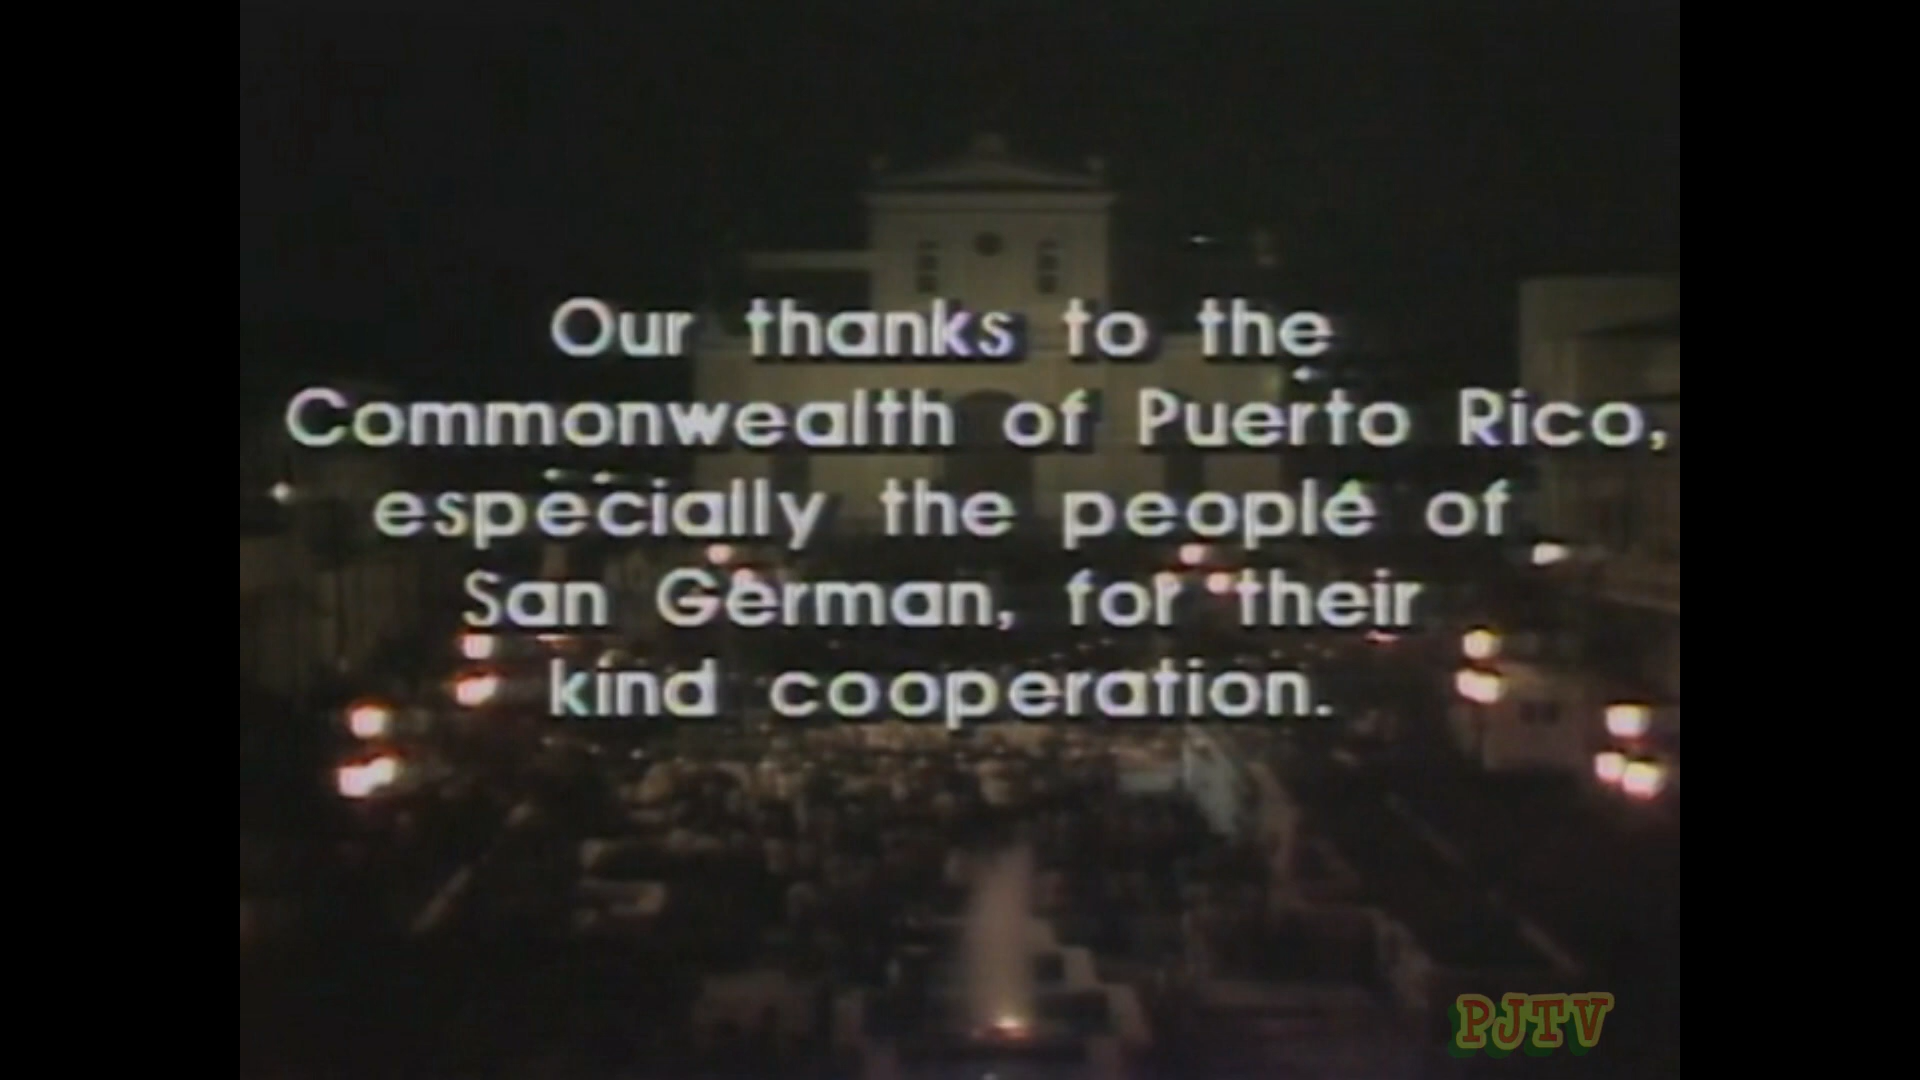 Our thanks to the
Commonwealth of Puerto Rico,
especially the people of
San German, for their
kind cooperation.
PJTV